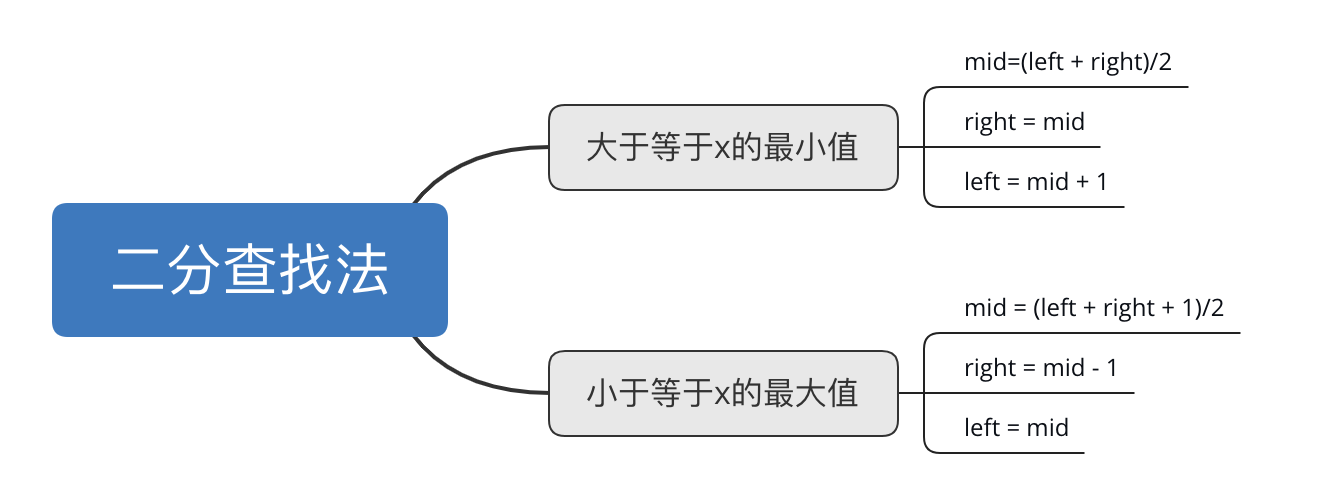 二分查找法
大于等于x的最小值
mid=(left + right)/2
right = mid
left = mid + 1
小于等于x的最大值
mid = (left + right + 1)/2
right = mid - 1
left = mid